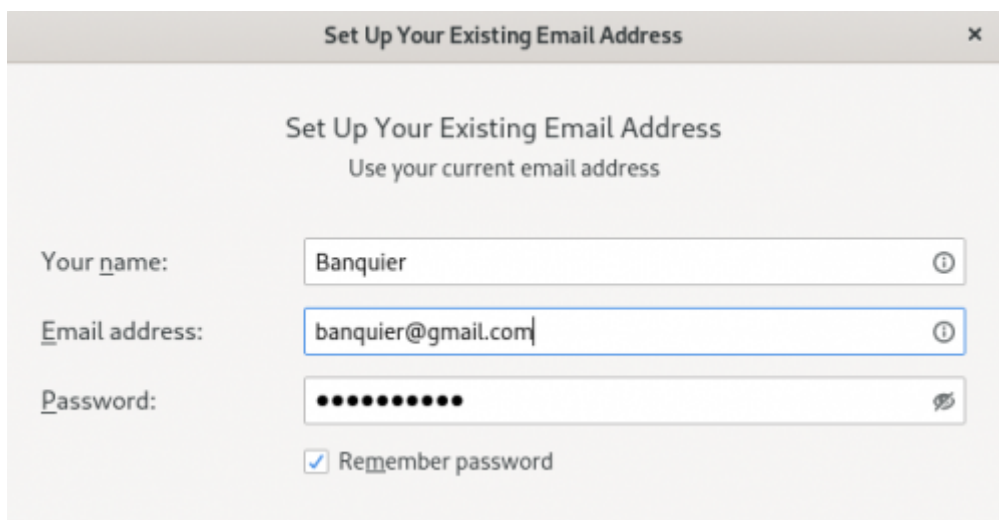 Set Up Your Existing Email Address
Set Up Your Existing Email Address
Use your current email address
Your name: Banquier
Email address: banquier@gmail.com
Password: ••••••••••
Remember password